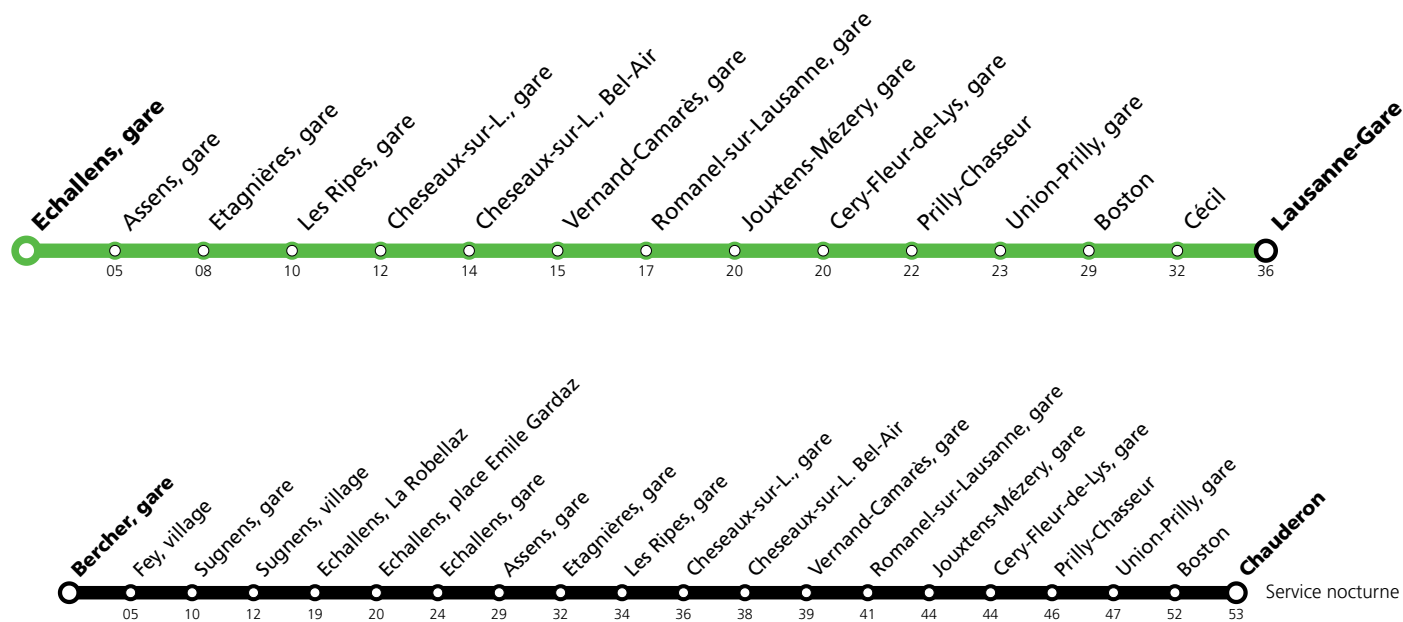 Echallens, gare
Assens, gare
Etagnières, gare
Les Ripes, gare
Cheseaux-sur-L., gare
Cheseaux-sur-L., Bel-Air
Vernand-Camarès, gare
Romanel-sur-Lausanne, gare
Jouxtens-Mézery, gare
Cery-Fleur-de-Lys, gare
Prilly-Chasseur
Union-Prilly, gare
Boston
Cécil
Lausanne-Gare
05 08 10 12 14 15 17 20 20 22 23 29 32 36
Bercher, gare
Fey, village
Sugnens, gare
Sugnens, village
Echallens, La Robellaz
Echallens, place Emile Gardaz
Echallens, gare
Assens, gare
Etagnières, gare
Les Ripes, gare
Cheseaux-sur-L., gare
Cheseaux-sur-L. Bel-Air
Vernand-Camarès, gare
Romanel-sur-Lausanne, gare
Jouxtens-Mézery, gare
Cery-Fleur-de-Lys, gare
Prilly-Chasseur
Union-Prilly, gare
Boston
Chauderon
Service nocturne
05 10 12 19 20 24 29 32 34 36 38 39 41 44 44 46 47 52 53